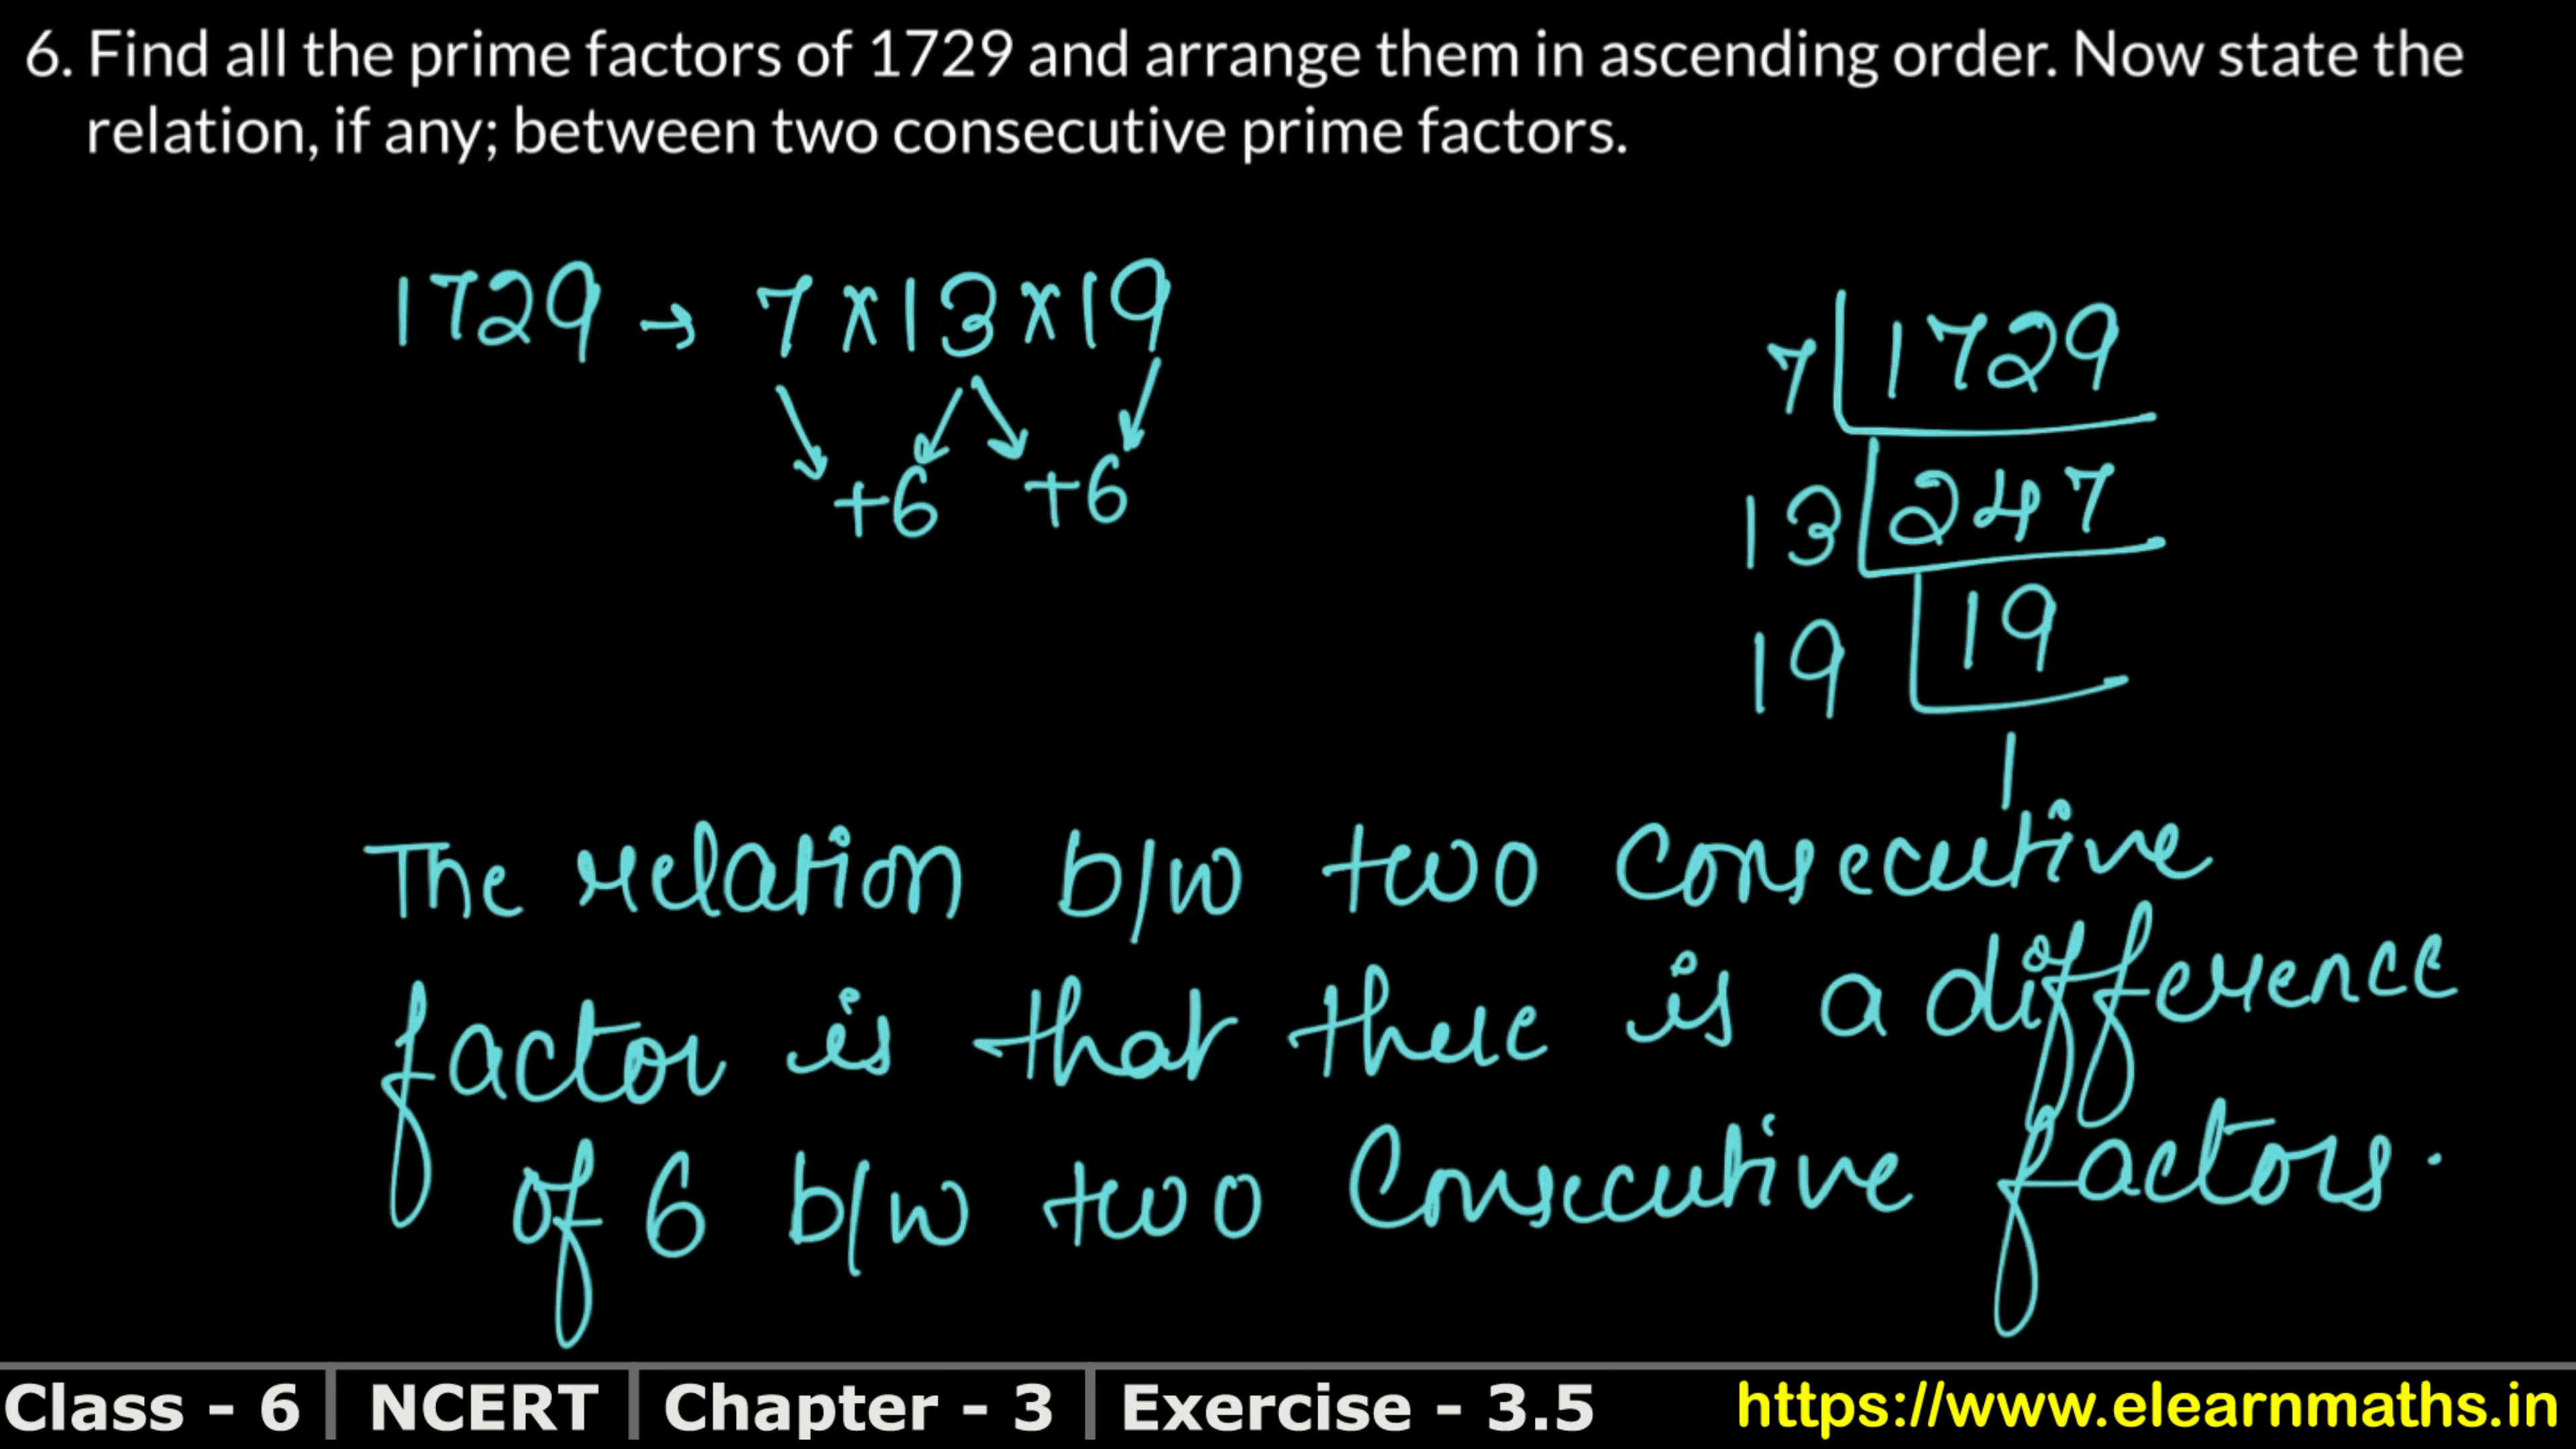 6. Find all the prime factors of 1729 and arrange them in ascending order. Now state the
relation, if any; between two consecutive prime factors.
1729 → 7 x 13 x 19
+6 +6
7 1729
13 247
19 19
1
The relation b/w two consecutive
factor is that there is a difference
of 6 b/w two Consecutive factors.
Class - 6 | NCERT | Chapter - 3 | Exercise - 3.5 https://www.elearnmaths.in